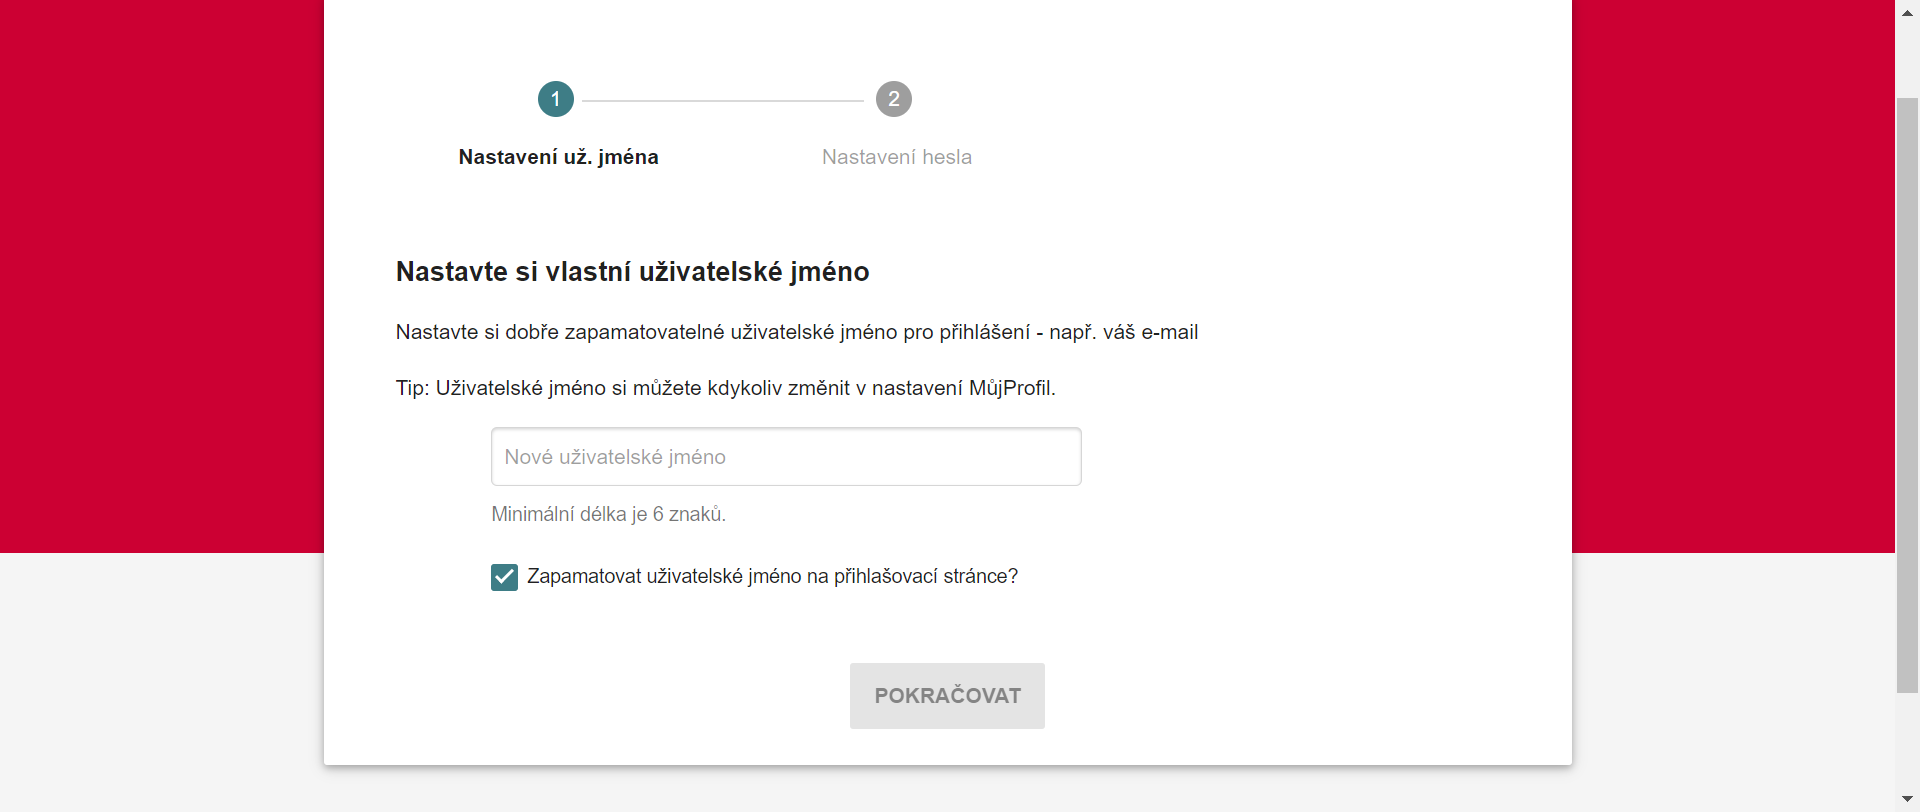 1
2
Nastavení už. jména
Nastavení hesla
Nastavte si vlastní uživatelské jméno
Nastavte si dobře zapamatovatelné uživatelské jméno pro přihlášení - např. váš e-mail
Tip: Uživatelské jméno si můžete kdykoliv změnit v nastavení MůjProfil.
Nové uživatelské jméno
Minimální délka je 6 znaků.
Zapamatovat uživatelské jméno na přihlašovací stránce?
POKRAČOVAT